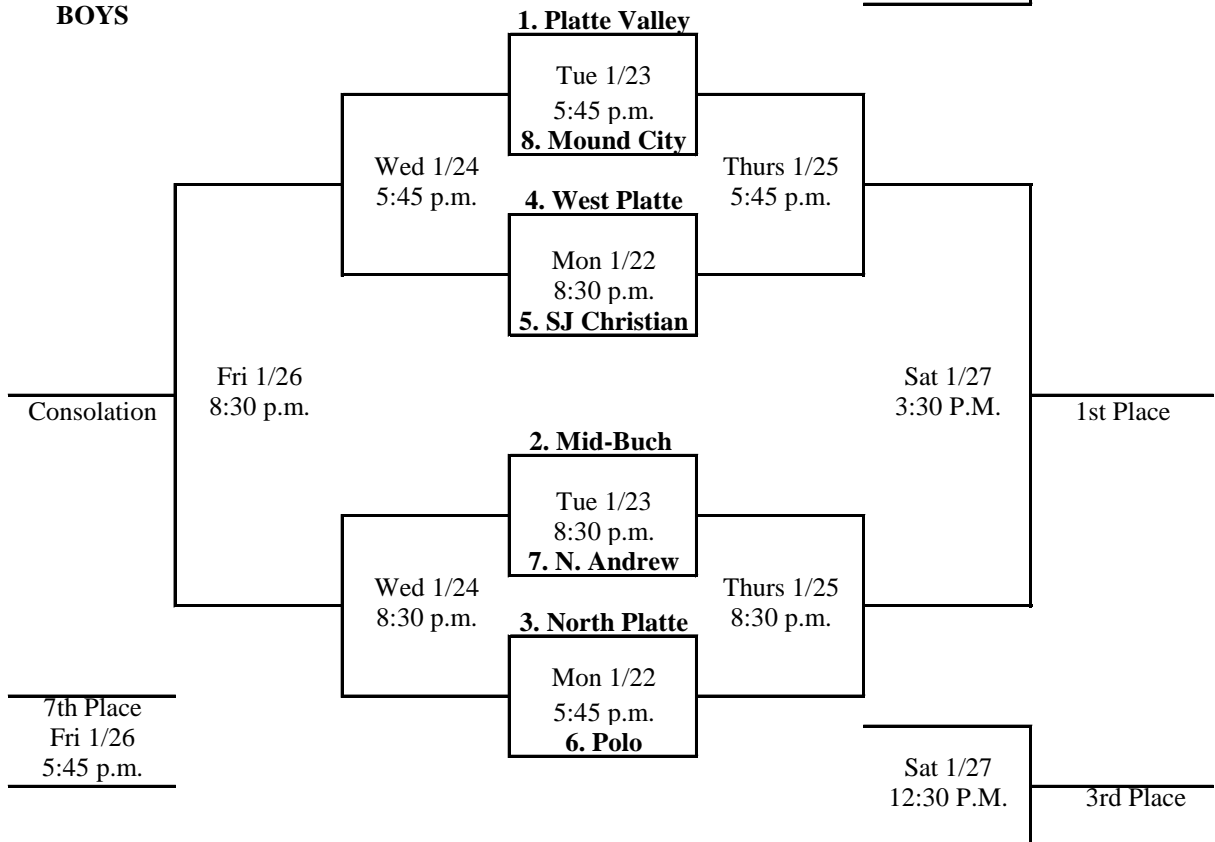 BOYS
1. Platte Valley
Tue 1/23
5:45 p.m.
8. Mound City
Wed 1/24
5:45 p.m.
Thurs 1/25
5:45 p.m.
4. West Platte
Mon 1/22
8:30 p.m.
5. SJ Christian
Fri 1/26
8:30 p.m.
Sat 1/27
3:30 P.M.
Consolation
1st Place
2. Mid-Buch
Tue 1/23
8:30 p.m.
7. N. Andrew
Wed 1/24
8:30 p.m.
Thurs 1/25
8:30 p.m.
3. North Platte
Mon 1/22
5:45 p.m.
6. Polo
7th Place
Fri 1/26
5:45 p.m.
Sat 1/27
12:30 P.M.
3rd Place